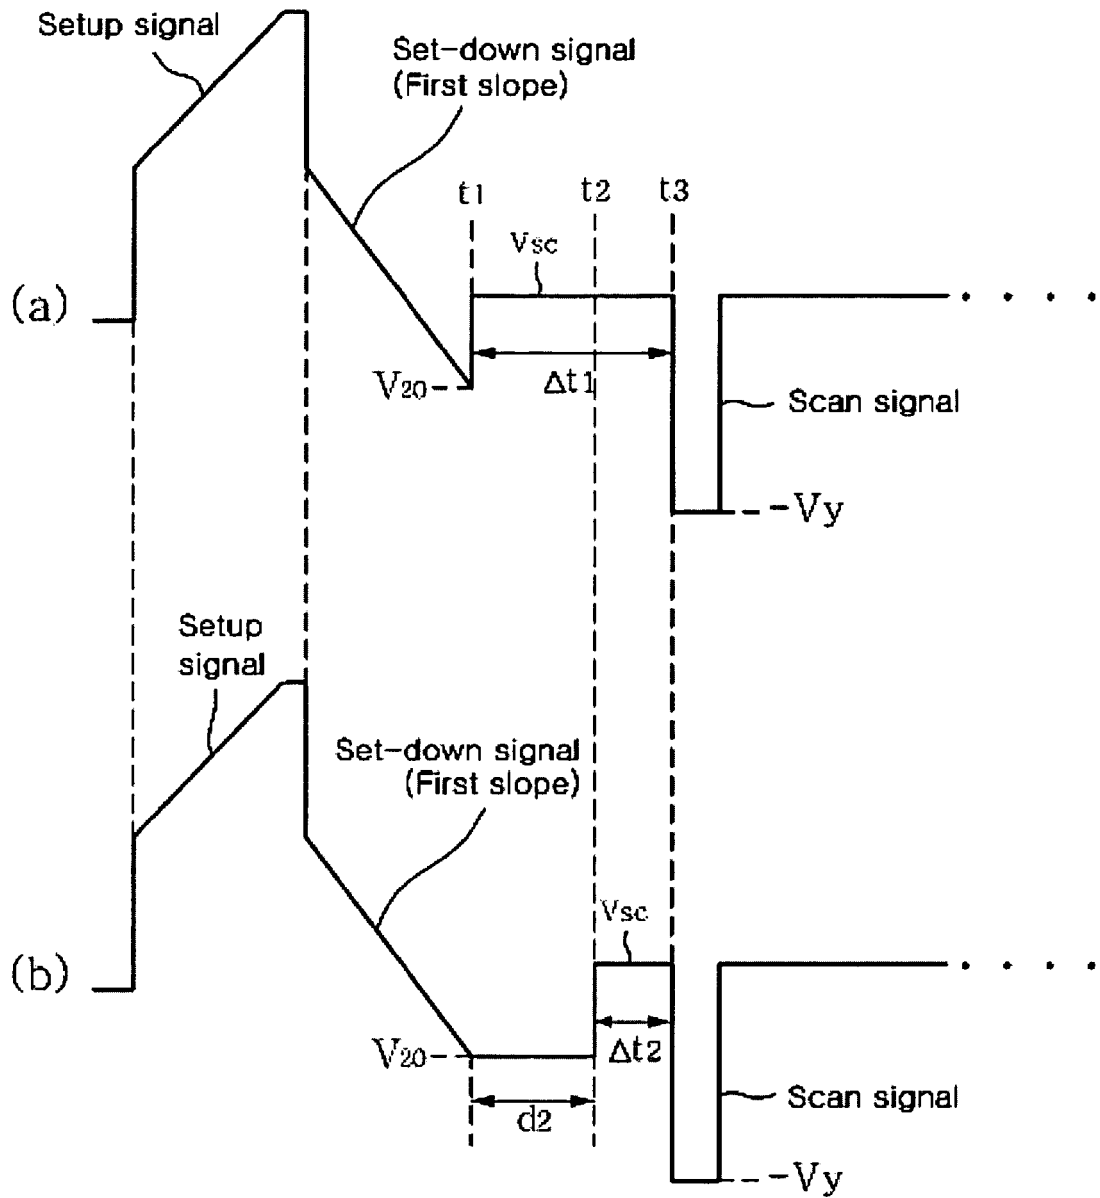 Setup signal
Set-down signal
(First slope)
t1
t2
t3
Vsc
(a)
V20
Δt1
Scan signal
-Vy
Setup
signal
Set-down signal
(First slope)
Vsc
(b)
V20
Δt2
d2
Scan signal
-Vy